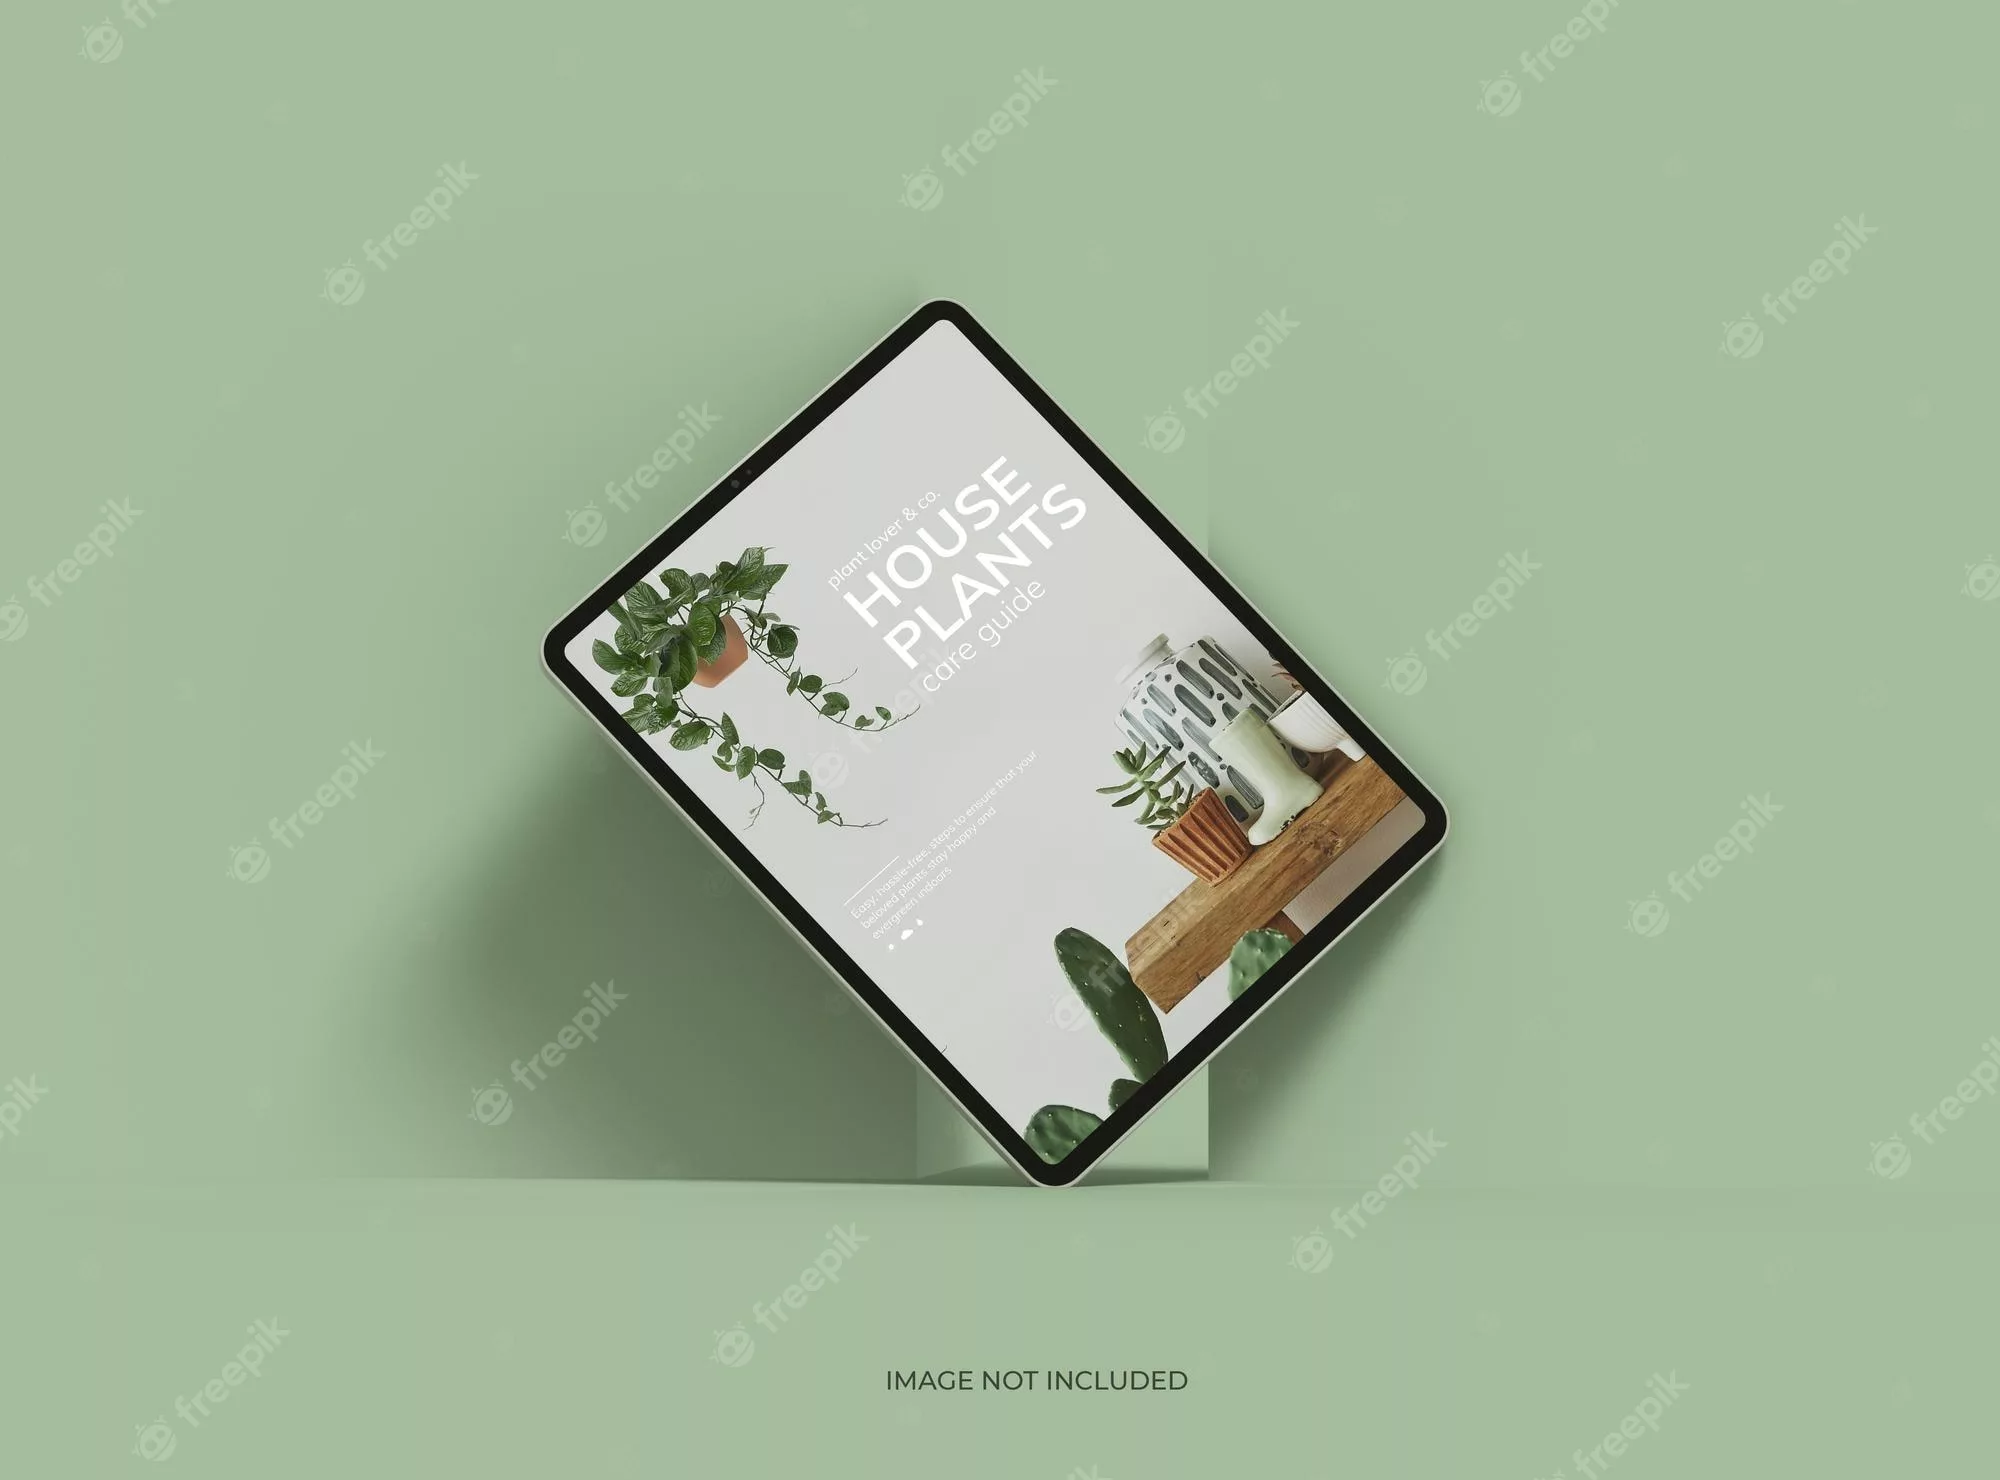 plant lover & co.
HOUSE
PLANTS
care guide
Easy, hassle-free, steps to ensure that your
beloved plants stay happy and
evergreen indoors
IMAGE NOT INCLUDED
freepik